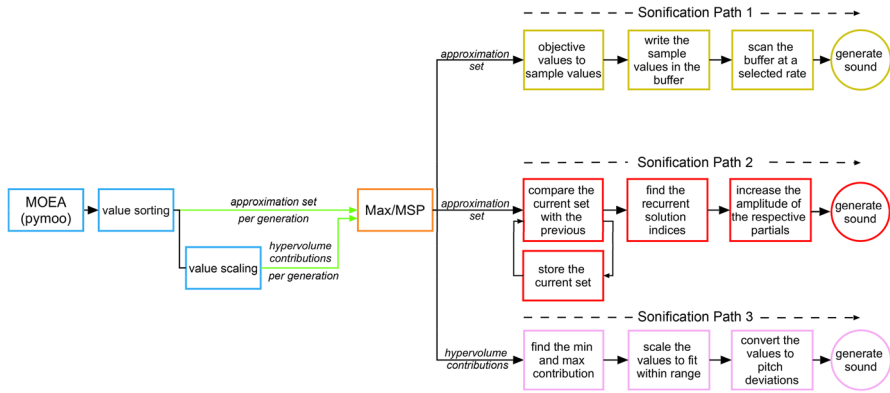 Sonification Path 1
approximation
set
objective
values to
sample values
write the
sample
values in the
buffer
scan the
buffer at a
selected rate
generate
sound
MOEA
(pymoo)
value sorting
approximation set
per generation
hypervolume
contributions
per generation
value scaling
Max/MSP
Sonification Path 2
approximation
set
compare the
current set
with the
previous
store the
current set
find the
recurrent
solution
indices
increase the
amplitude of
the respective
partials
generate
sound
Sonification Path 3
hypervolume
contributions
find the min
and max
contribution
scale the
values to fit
within range
convert the
values to
pitch
deviations
generate
sound